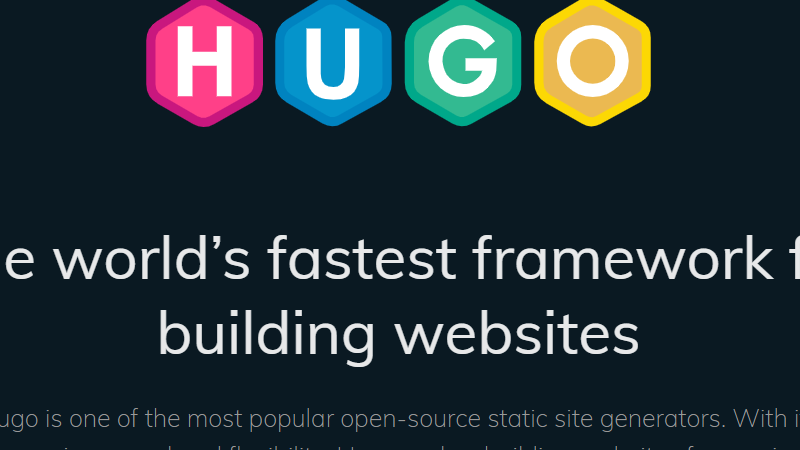 HUGO
e world’s fastest framework f
building websites
ugo is one of the most popular open-source static site generators. With i